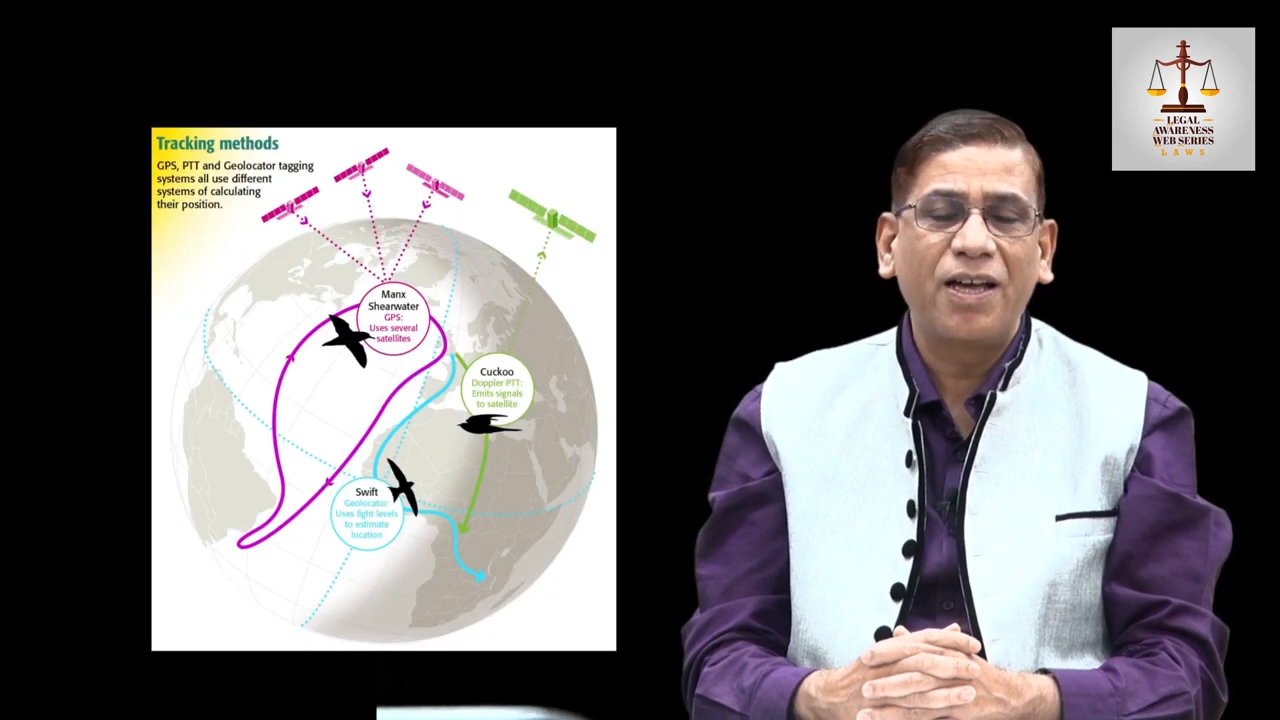 Tracking methods
GPS, PTT and Geolocator tagging
systems all use different
systems of calculating
their position.
Manx
Shearwater
GPS:
Uses several
satellites
Cuckoo
Doppler PTT:
Emits signals
to satellite
Swift
Geolocator
Uses light levels
to estimate
location
LEGAL
AWARENESS
WEB SERIES
LAWS